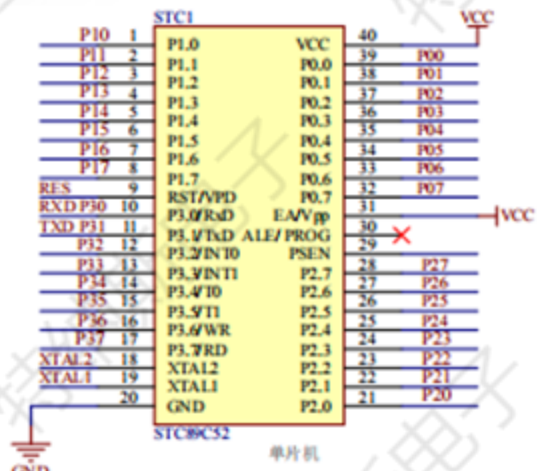 STC1
VCC
P10 1 P1.0 VCC 40
P11 2 P1.1 P0.0 39 P00
P12 3 P1.2 P0.1 38 P01
P13 4 P1.3 P0.2 37 P02
P14 5 P1.4 P0.3 36 P03
P15 6 P1.5 P0.4 35 P04
P16 7 P1.6 P0.5 34 P05
P17 8 P1.7 P0.6 33 P06
RES 9 RST/VPD P0.7 32 P07
RXD P30 10 P3.0/RxD EA/Vpp 31 VCC
TXD P31 11 P3.1/TxD ALE/PROG 30
P32 12 P3.2/INT0 PSEN 29
P33 13 P3.3/INT1 P2.7 28 P27
P34 14 P3.4/T0 P2.6 27 P26
P35 15 P3.5/T1 P2.5 26 P25
P36 16 P3.6/WR P2.4 25 P24
P37 17 P3.7/RD P2.3 24 P23
XTAL2 18 XTAL2 P2.2 23 P22
XTAL1 19 XTAL1 P2.1 22 P21
20 GND P2.0 21 P20
STC89C52
单片机
GND